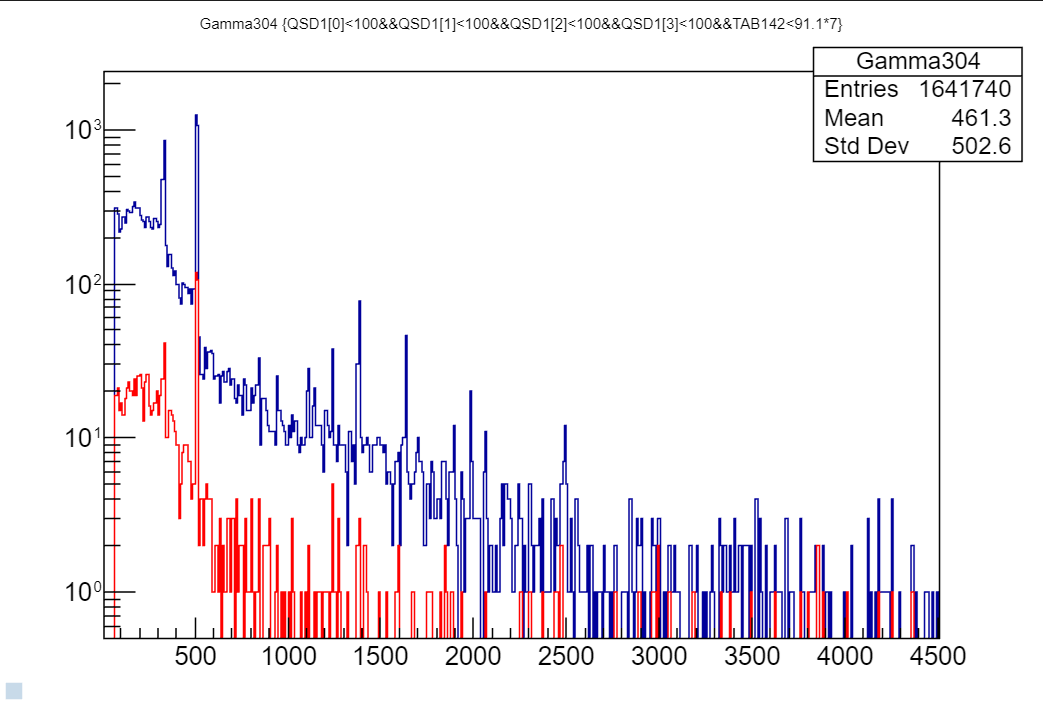 Gamma304 {QSD1[0]<100&&QSD1[1]<100&&QSD1[2]<100&&QSD1[3]<100&&TAB142<91.1*7}
Gamma304
Entries 1641740
Mean 461.3
Std Dev 502.6
10³
10²
10¹
10⁰
500 1000 1500 2000 2500 3000 3500 4000 4500